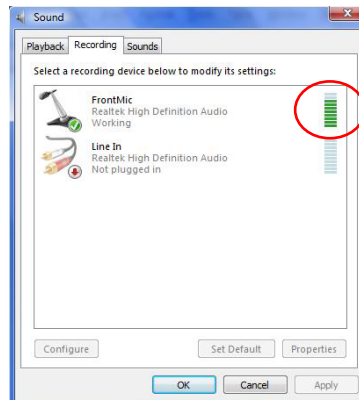 Sound
Playback Recording Sounds
Select a recording device below to modify its settings:
FrontMic
Realtek High Definition Audio
Working
Line In
Realtek High Definition Audio
Not plugged in
Configure Set Default Properties
OK Cancel Apply